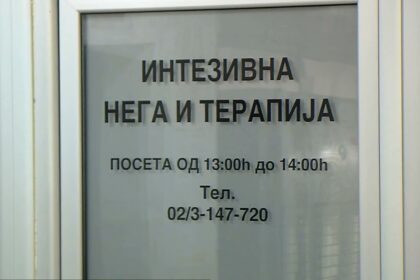 ИНТЕЗИВНА
НЕГА И ТЕРАПИЈА
ПОСЕТА ОД 13:00h до 14:00h
Тел.
02/3-147-720